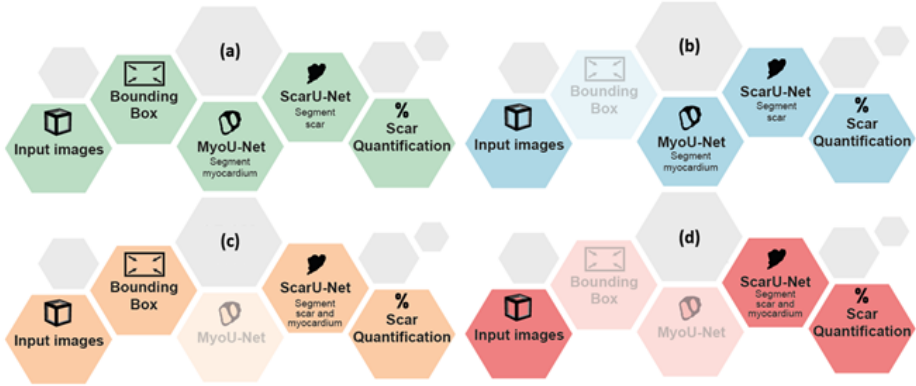 (a)
Bounding
Box
ScarU-Net
Segment
scar
Input images
MyoU-Net
Segment
myocardium
%
Scar
Quantification
(b)
Bounding
Box
ScarU-Net
Segment
scar
Input images
MyoU-Net
Segment
myocardium
%
Scar
Quantification
(c)
Bounding
Box
ScarU-Net
Segment
scar and
myocardium
Input images
MyoU-Net
%
Scar
Quantification
(d)
Bounding
Box
ScarU-Net
Segment
scar and
myocardium
Input images
MyoU-Net
%
Scar
Quantification